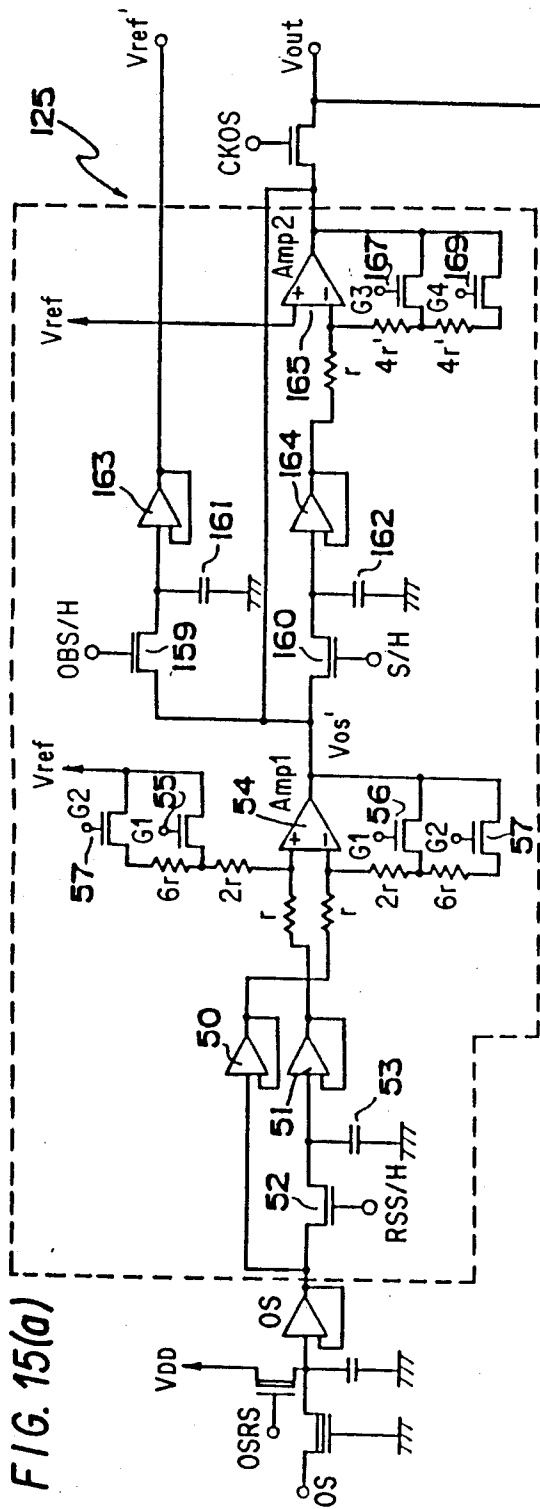 FIG. 15(a)
125
Vref'
Vout
CKOS
Vref
Amp2
G3
167
G4
169
165
4r'
4r'
r
163
161
164
162
OBS/H
159
160
S/H
Vos'
Vref
G2
57
G1
55
6r
2r
Amp1
54
G1
56
G2
57
2r
6r
r
r
50
51
53
52
RSS/H
OS
VDD
OSRS
OS